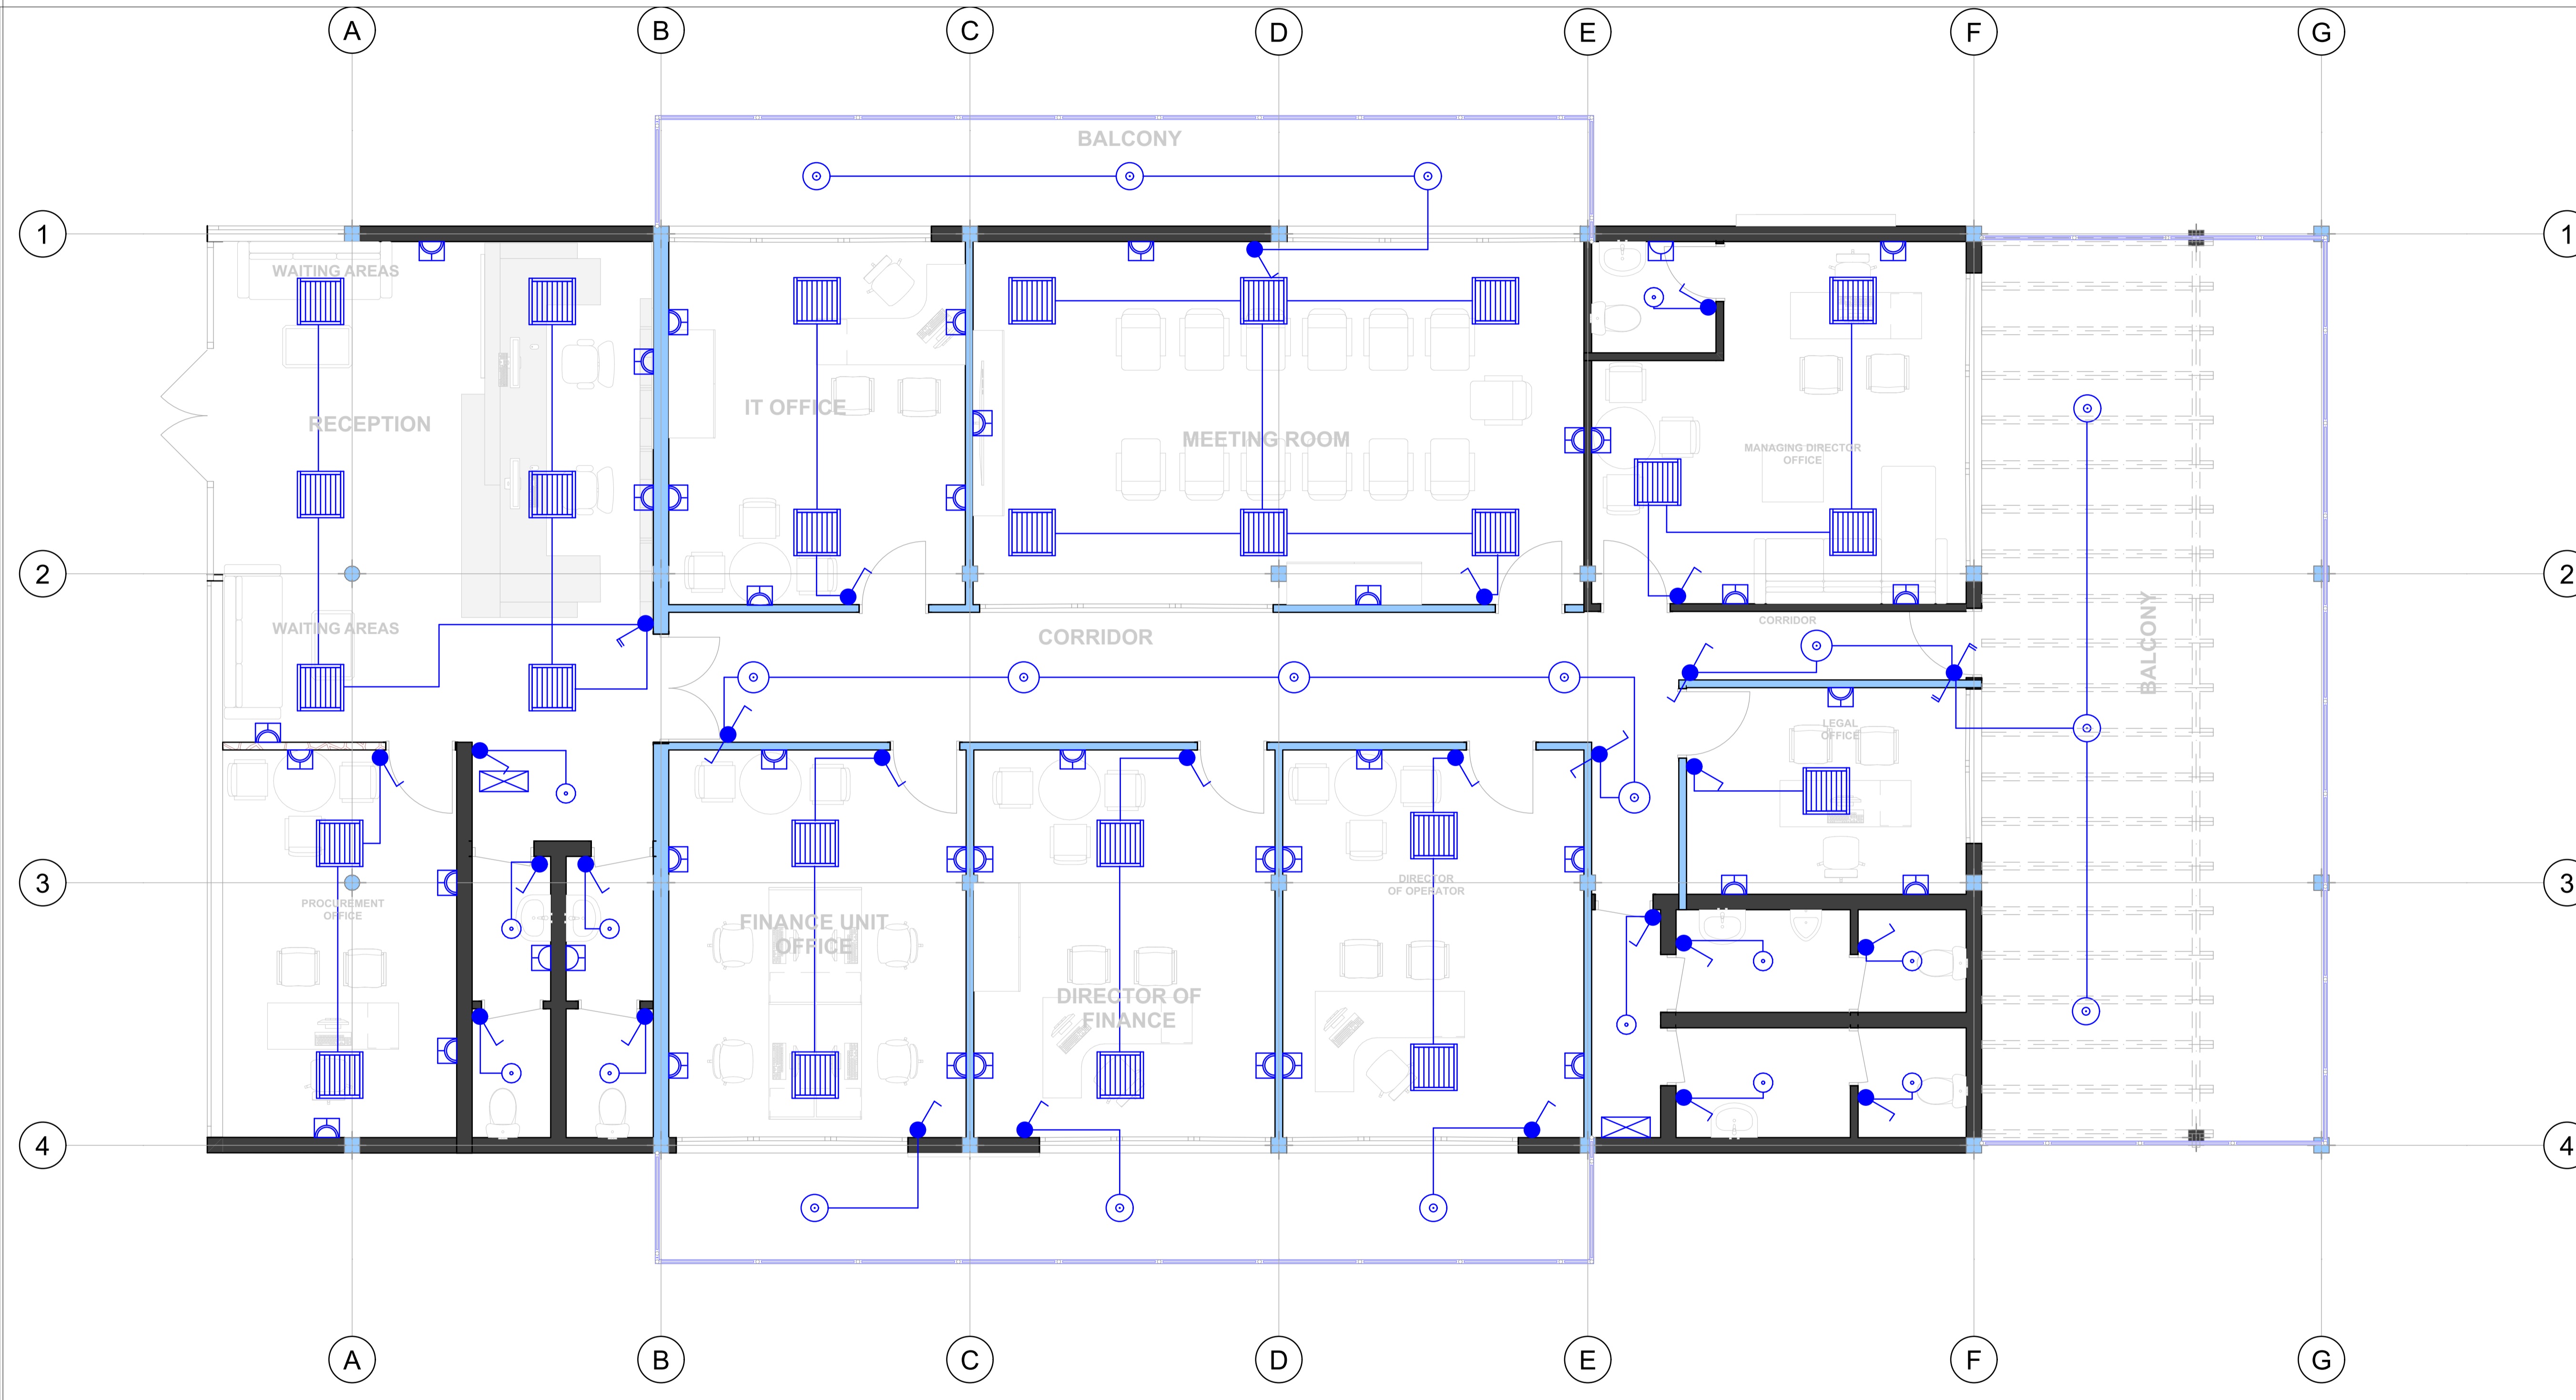 A B C D E F G
BALCONY
1 1
WAITING AREAS
RECEPTION
IT OFFICE
MEETING ROOM
MANAGING DIRECTOR
OFFICE
2 2
WAITING AREAS
CORRIDOR
CORRIDOR
BALCONY
LEGAL
OFFICE
3 3
PROCUREMENT
OFFICE
FINANCE UNIT
OFFICE
DIRECTOR
OF OPERATOR
DIRECTOR OF
FINANCE
4 4
A B C D E F G